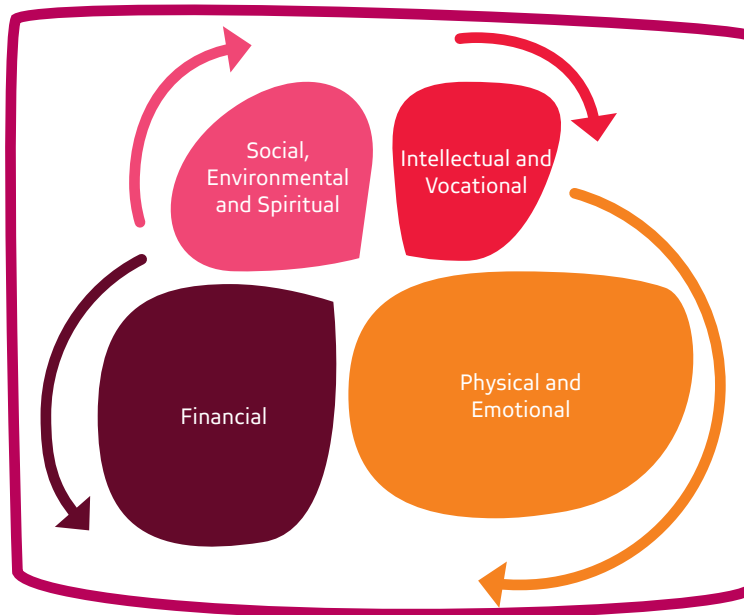 Social,
Environmental
and Spiritual
Intellectual and
Vocational
Financial
Physical and
Emotional